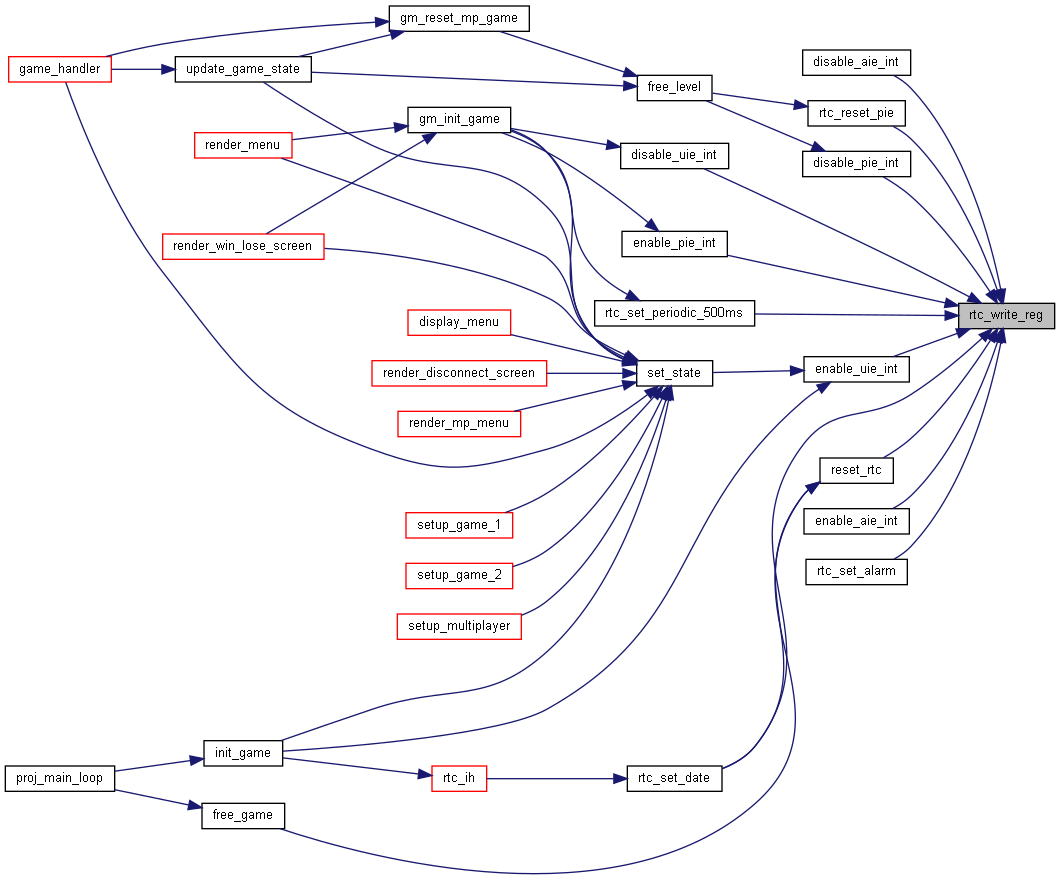 gm_reset_mp_game
game_handler
update_game_state
disable_aie_int
free_level
rtc_reset_pie
gm_init_game
render_menu
disable_uie_int
disable_pie_int
render_win_lose_screen
enable_pie_int
rtc_set_periodic_500ms
rtc_write_reg
display_menu
render_disconnect_screen
set_state
enable_uie_int
render_mp_menu
reset_rtc
setup_game_1
enable_aie_int
setup_game_2
rtc_set_alarm
setup_multiplayer
init_game
proj_main_loop
rtc_ih
rtc_set_date
free_game